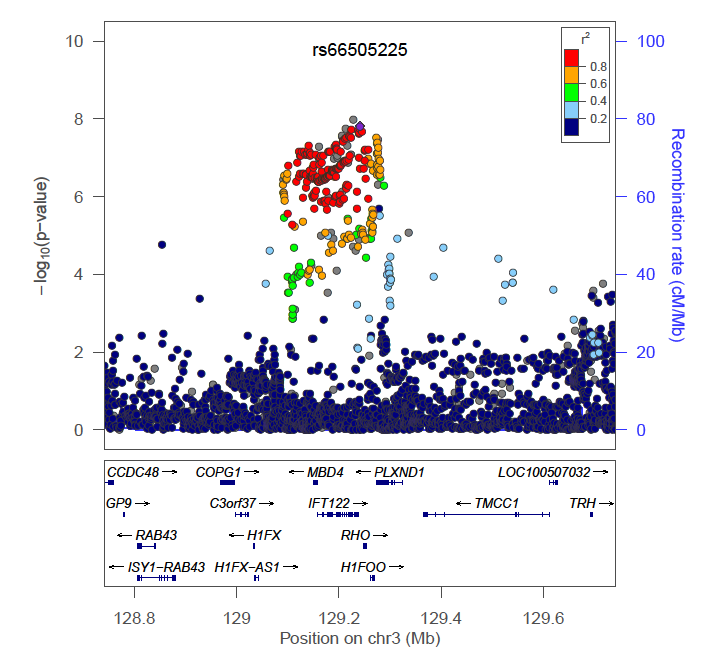 rs66505225
r²
0.8
0.6
0.4
0.2
10
8
6
4
2
0
−log10(p−value)
100
80
60
40
20
0
Recombination rate (cM/Mb)
CCDC48 COPG1 MBD4 PLXND1 LOC100507032
GP9 C3orf37 IFT122 TMCC1 TRH
RAB43 H1FX RHO
ISY1−RAB43 H1FX−AS1 H1FOO
128.8 129 129.2 129.4 129.6
Position on chr3 (Mb)